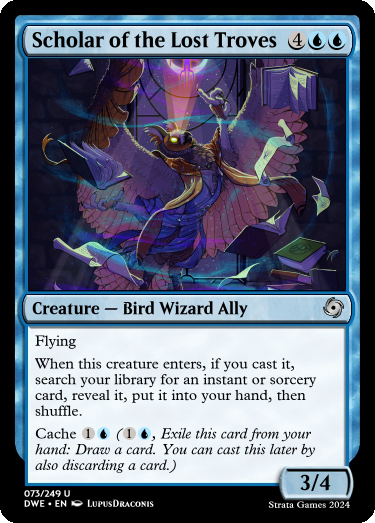 Scholar of the Lost Troves 4
Creature — Bird Wizard Ally
Flying
When this creature enters, if you cast it,
search your library for an instant or sorcery
card, reveal it, put it into your hand, then
shuffle.
Cache 1 (1, Exile this card from your
hand: Draw a card. You can cast this later by
also discarding a card.)
3/4
073/249 U
DWE • EN LupusDraconis
Strata Games 2024